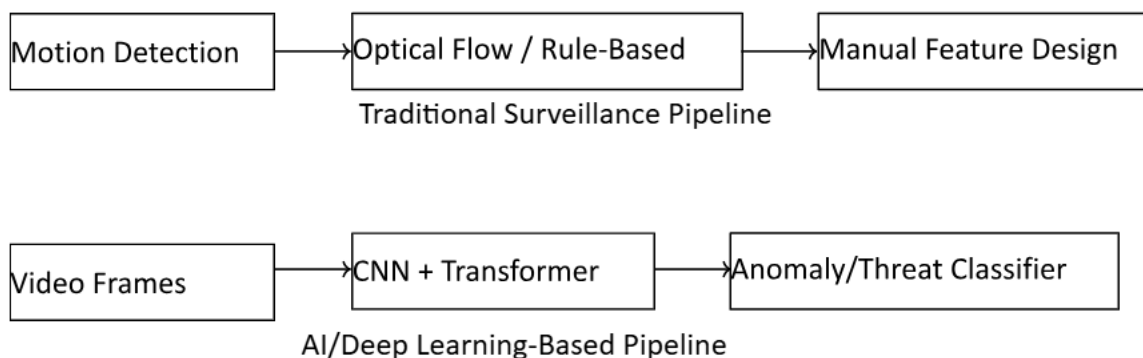 Motion Detection
Optical Flow / Rule-Based
Manual Feature Design
Traditional Surveillance Pipeline
Video Frames
CNN + Transformer
Anomaly/Threat Classifier
AI/Deep Learning-Based Pipeline